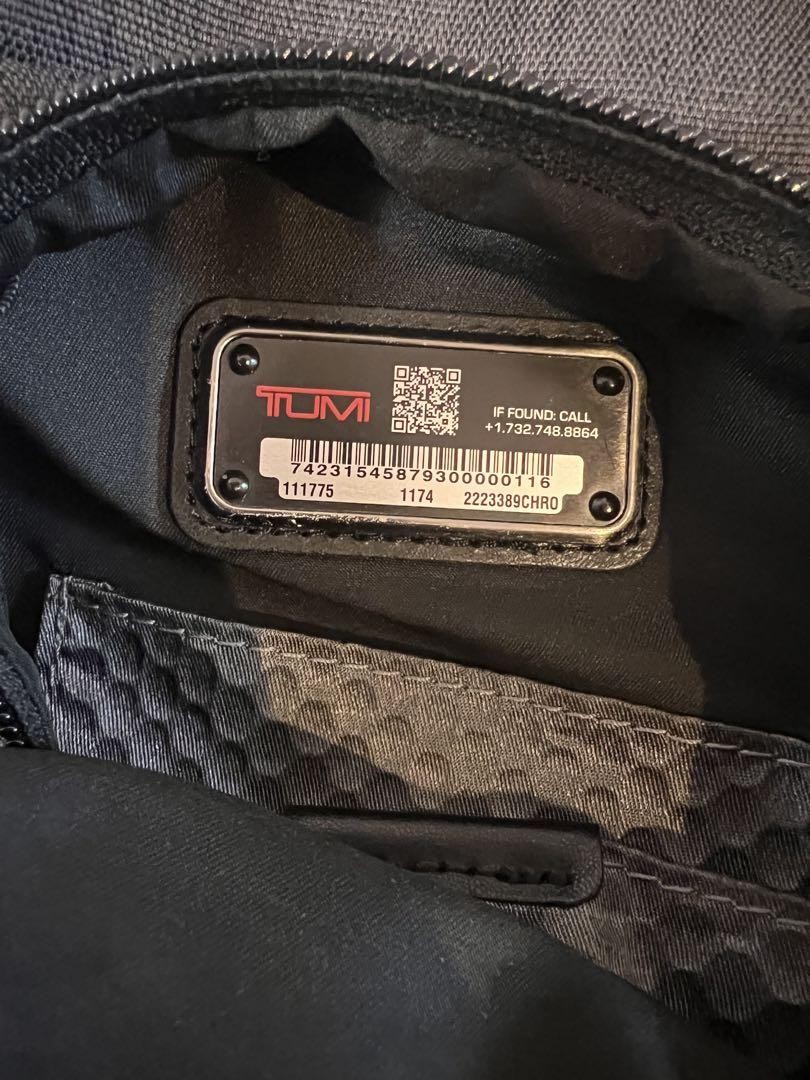 TUMI
IF FOUND: CALL
+1.732.748.8864
74231545879300000116
111775 1174 2223389CHRO